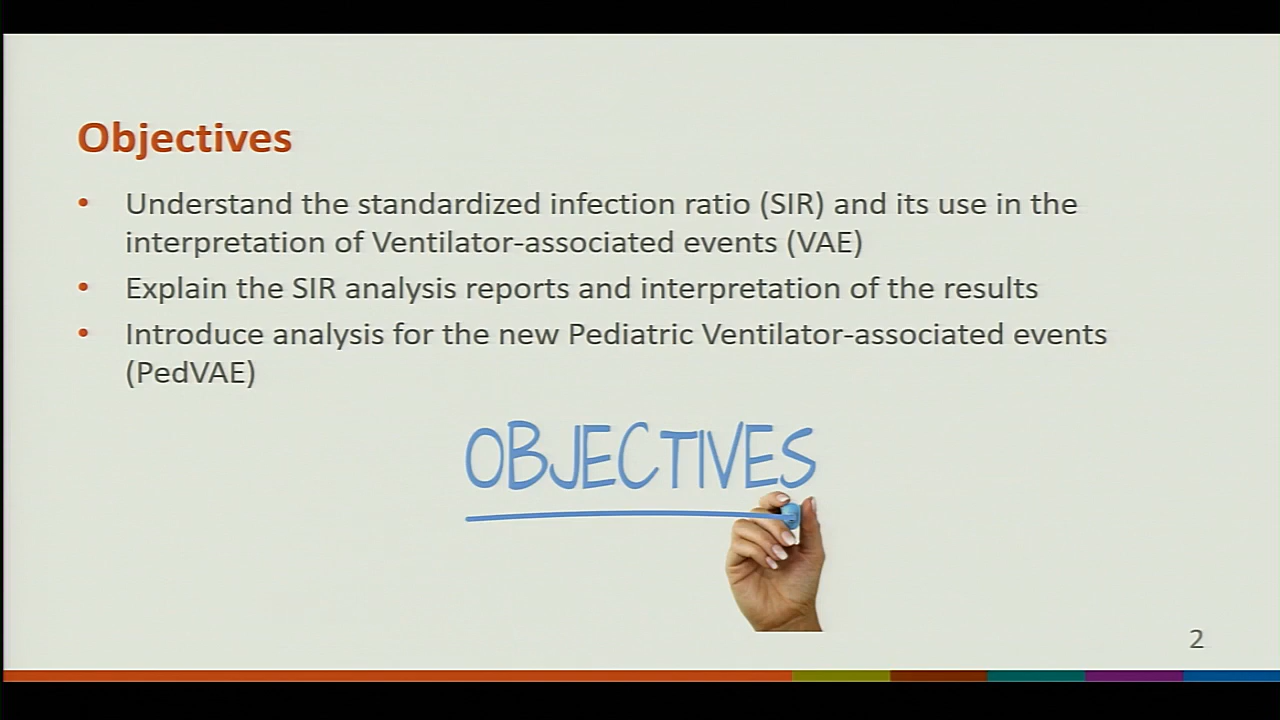 Objectives
• Understand the standardized infection ratio (SIR) and its use in the
interpretation of Ventilator-associated events (VAE)
• Explain the SIR analysis reports and interpretation of the results
• Introduce analysis for the new Pediatric Ventilator-associated events
(PedVAE)
OBJECTIVES
2